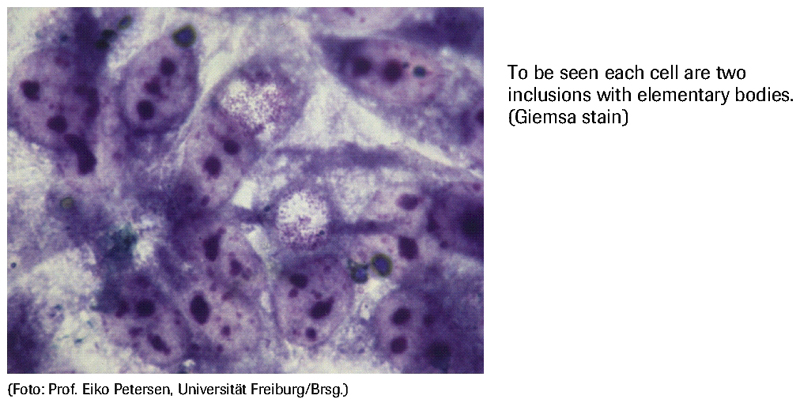 To be seen each cell are two
inclusions with elementary bodies.
(Giemsa stain)
(Foto: Prof. Eiko Petersen, Universität Freiburg/Brsg.)